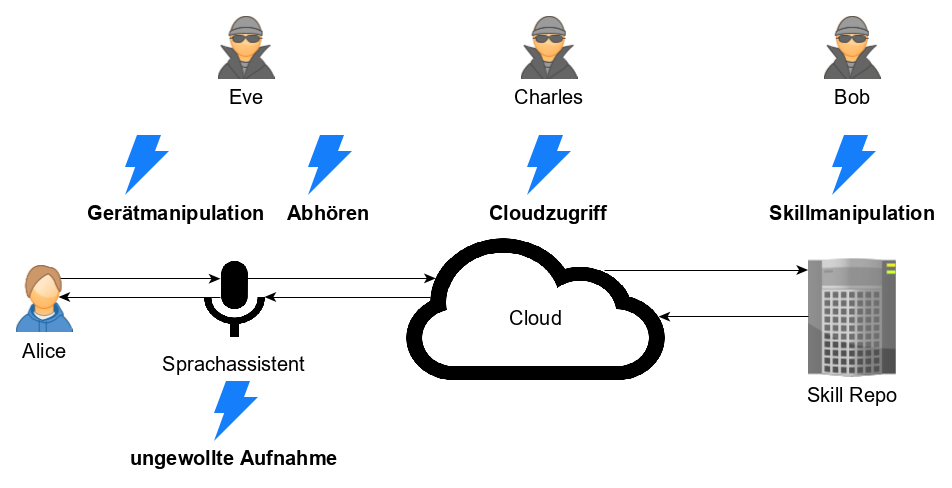 Eve
Charles
Bob
Gerätmanipulation
Abhören
Cloudzugriff
Skillmanipulation
Cloud
Alice
Sprachassistent
Skill Repo
ungewollte Aufnahme